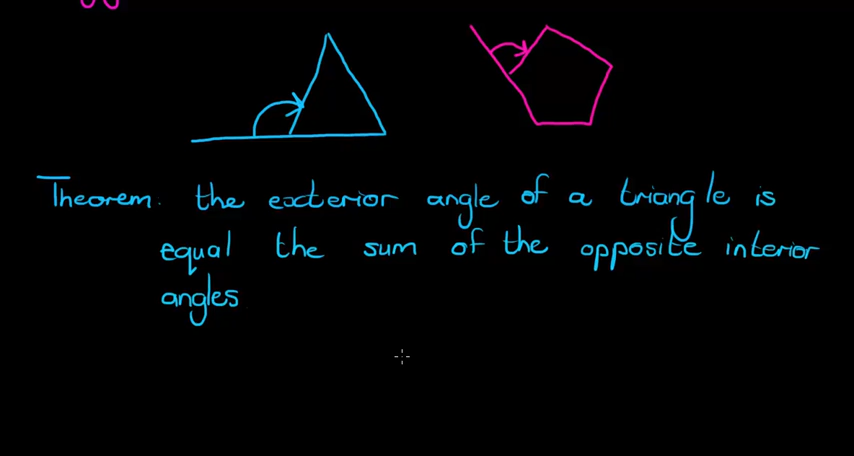 Theorem. the exterior angle of a triangle is
equal the sum of the opposite interior
angles